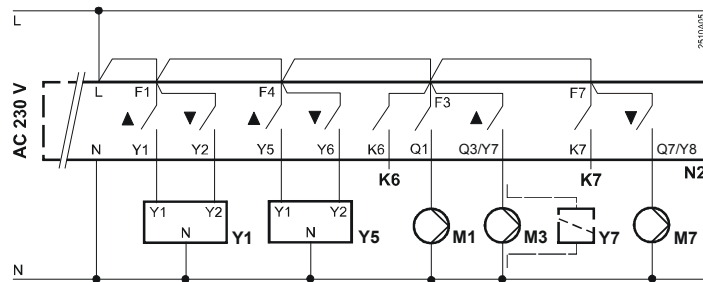 L
2510A05
AC 230 V
L F1 F4 F3 F7
N Y1 Y2 Y5 Y6 K6 Q1 Q3/Y7 K7 Q7/Y8
K6 K7 N2
Y1 Y2 Y1 Y2
N Y1 N Y5 M1 M3 Y7 M7
N